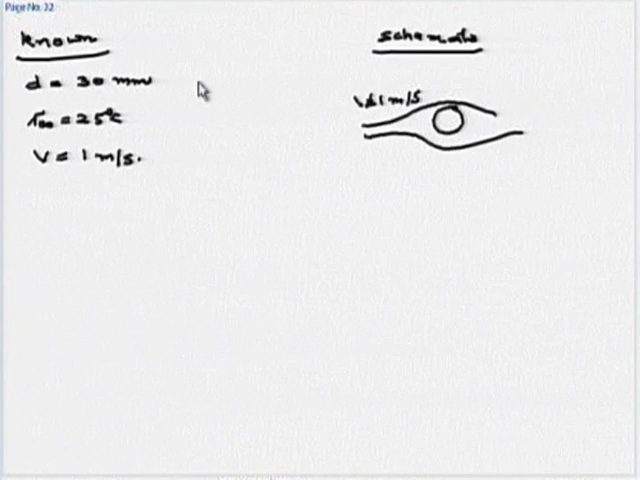 Page No: 32
Known
Schematic
d = 30 mm
T∞ = 25°C
V = 1 m/s
V = 1 m/s.